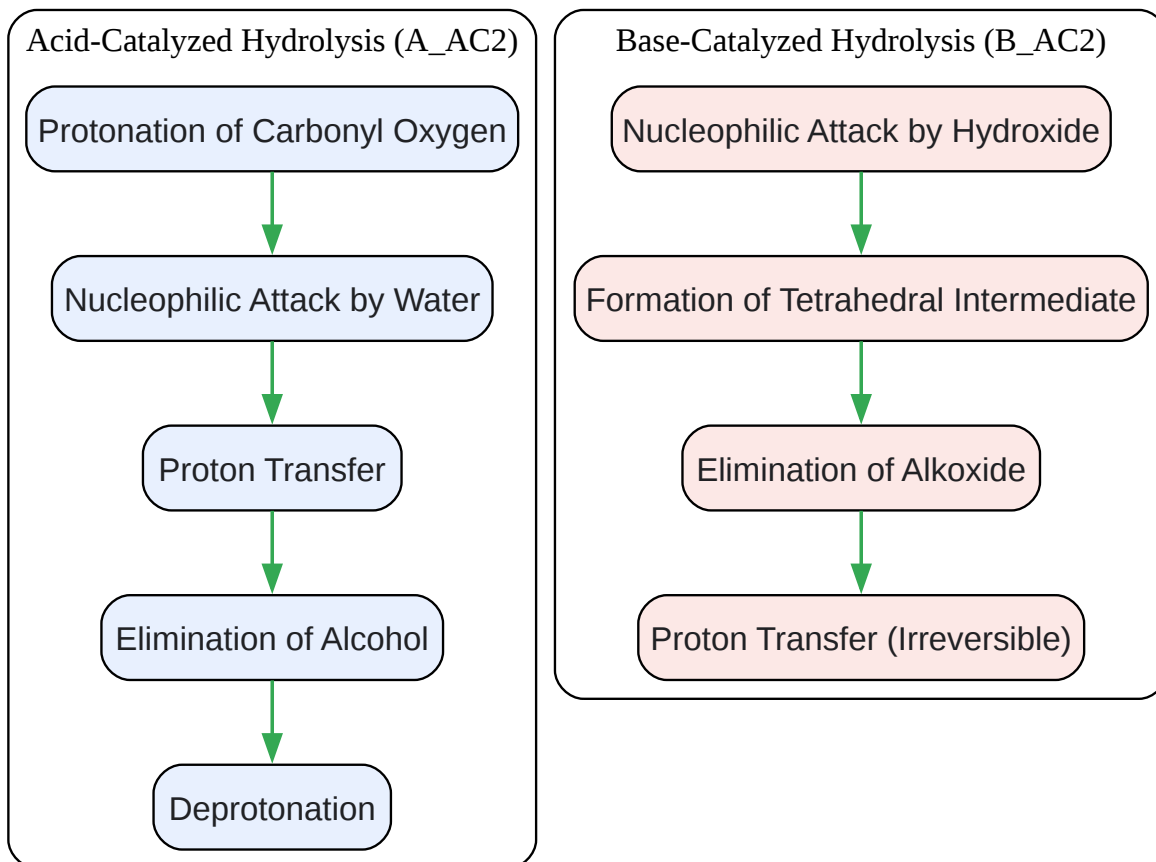 Acid-Catalyzed Hydrolysis (A_AC2)
Protonation of Carbonyl Oxygen
Nucleophilic Attack by Water
Proton Transfer
Elimination of Alcohol
Deprotonation
Base-Catalyzed Hydrolysis (B_AC2)
Nucleophilic Attack by Hydroxide
Formation of Tetrahedral Intermediate
Elimination of Alkoxide
Proton Transfer (Irreversible)